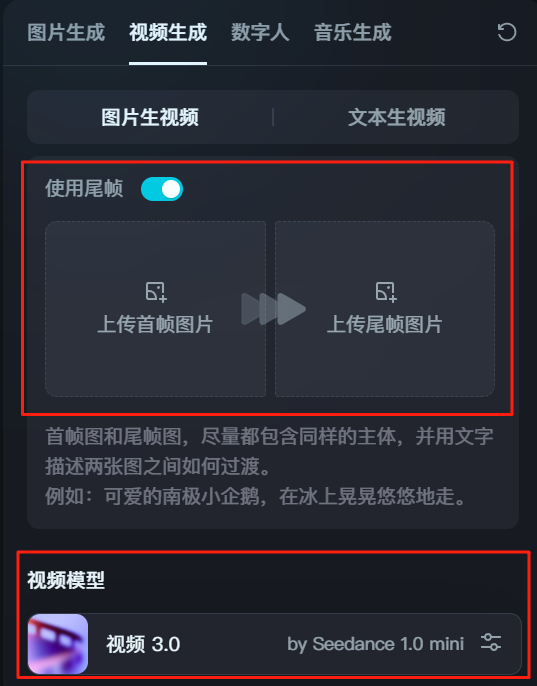 图片生成 视频生成 数字人 音乐生成
图片生视频 文本生视频
使用尾帧
上传首帧图片 上传尾帧图片
首帧图和尾帧图，尽量都包含同样的主体，并用文字
描述两张图之间如何过渡。
例如：可爱的南极小企鹅，在冰上晃晃悠悠地走。
视频模型
视频 3.0 by Seedance 1.0 mini